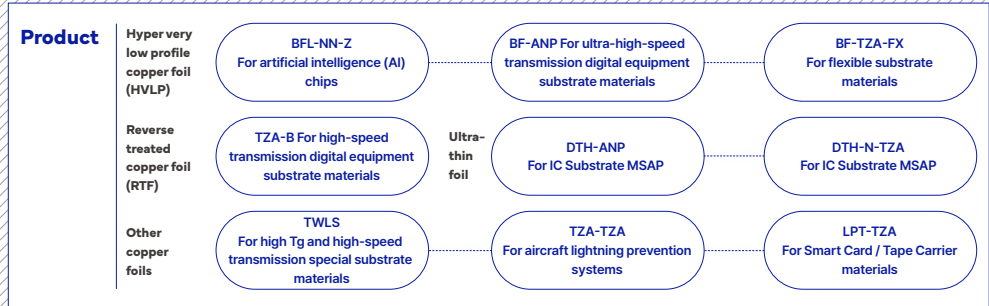 Product
Hyper very
low profile
copper foil
(HVLP)
BFL-NN-Z
For artificial intelligence (AI)
chips
BF-ANP For ultra-high-speed
transmission digital equipment
substrate materials
BF-TZA-FX
For flexible substrate
materials
Reverse
treated
copper foil
(RTF)
TZA-B For high-speed
transmission digital equipment
substrate materials
Ultra-
thin
foil
DTH-ANP
For IC Substrate MSAP
DTH-N-TZA
For IC Substrate MSAP
Other
copper
foils
TWLS
For high Tg and high-speed
transmission special substrate
materials
TZA-TZA
For aircraft lightning prevention
systems
LPT-TZA
For Smart Card / Tape Carrier
materials